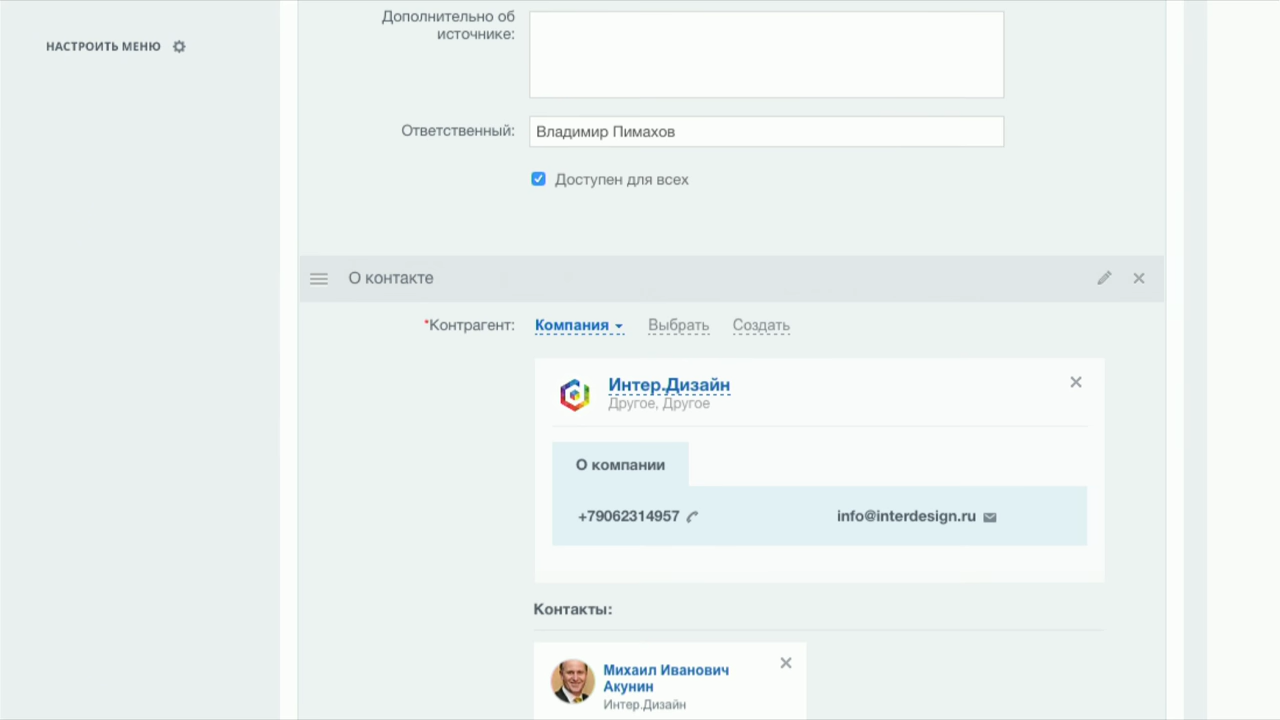 НАСТРОИТЬ МЕНЮ
Дополнительно об
источнике:
Ответственный:
Владимир Пимахов
Доступен для всех
О контакте
*Контрагент:
Компания
Выбрать
Создать
Интер.Дизайн
Другое, Другое
О компании
+79062314957
info@interdesign.ru
Контакты:
Михаил Иванович
Акунин
Интер.Дизайн